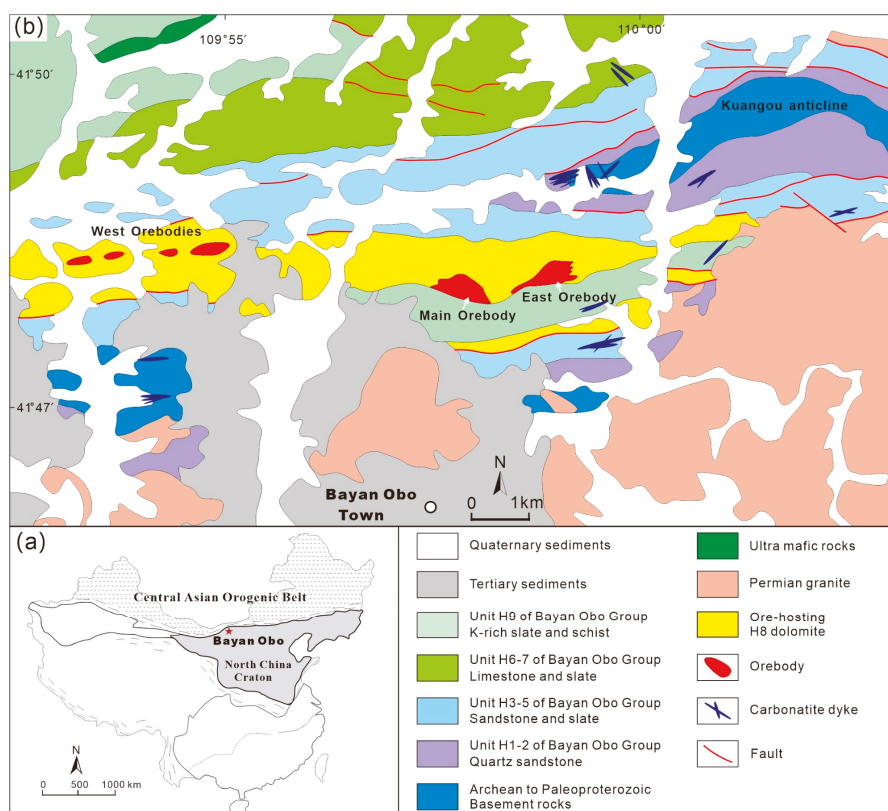 (b)
109°55′
110°00′
41°50′
Kuangou anticline
West Orebodies
East Orebody
Main Orebody
41°47′
N
Bayan Obo
Town
0 1km
(a)
Central Asian Orogenic Belt
Bayan Obo
North China
Craton
N
0 500 1000 km
Quaternary sediments
Tertiary sediments
Unit H9 of Bayan Obo Group
K-rich slate and schist
Unit H6-7 of Bayan Obo Group
Limestone and slate
Unit H3-5 of Bayan Obo Group
Sandstone and slate
Unit H1-2 of Bayan Obo Group
Quartz sandstone
Archean to Paleoproterozoic
Basement rocks
Ultra mafic rocks
Permian granite
Ore-hosting
H8 dolomite
Orebody
Carbonatite dyke
Fault